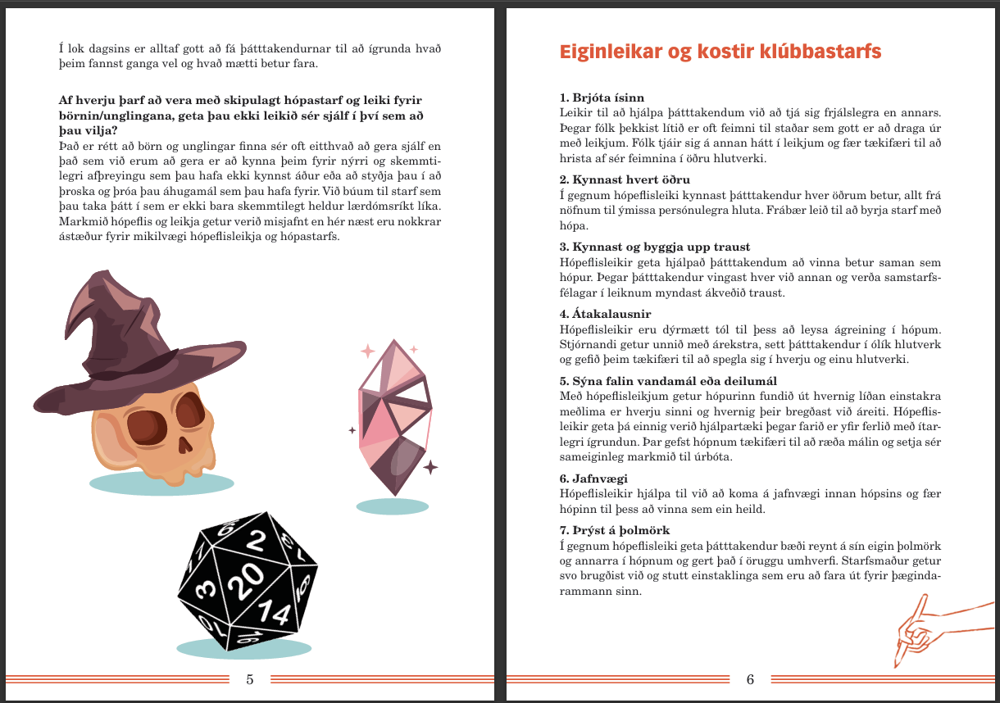 Í lok dagsins er alltaf gott að fá þátttakendurnar til að ígrunda hvað
þeim fannst ganga vel og hvað mætti betur fara.
Af hverju þarf að vera með skipulagt hópastarf og leiki fyrir
börnin/unglingana, geta þau ekki leikið sér sjálf í því sem að
þau vilja?
Það er rétt að börn og unglingar finna sér oft eitthvað að gera sjálf en
það sem við erum að gera er að kynna þeim fyrir nýrri og skemmti-
legri afþreyingu sem þau hafa ekki kynnst áður eða að styðja þau í að
þroska og þróa þau áhugamál sem þau hafa fyrir. Við búum til starf sem
þau taka þátt í sem er ekki bara skemmtilegt heldur lærdómsríkt líka.
Markmið hópeflis og leikja getur verið misjafnt en hér næst eru nokkrar
ástæður fyrir mikilvægi hópeflisleikja og hópastarfs.
6
2
20
3
14
16
5
Eiginleikar og kostir klúbbastarfs
1. Brjóta ísinn
Leikir til að hjálpa þátttakendum við að tjá sig frjálslegra en annars.
Þegar fólk þekkist lítið er oft feimni til staðar sem gott er að draga úr
með leikjum. Fólk tjáir sig á annan hátt í leikjum og fær tækifæri til að
hrista af sér feimnina í öðru hlutverki.
2. Kynnast hvert öðru
Í gegnum hópeflisleiki kynnast þátttakendur hver öðrum betur, allt frá
nöfnum til ýmissa persónulegra hluta. Frábær leið til að byrja starf með
hópa.
3. Kynnast og byggja upp traust
Hópeflisleikir geta hjálpað þátttakendum að vinna betur saman sem
hópur. Þegar þátttakendur vingast hver við annan og verða samstarfs-
félagar í leiknum myndast ákveðið traust.
4. Átakalausnir
Hópeflisleikir eru dýrmætt tól til þess að leysa ágreining í hópum.
Stjórnandi getur unnið með árekstra, sett þátttakendur í ólík hlutverk
og gefið þeim tækifæri til að spegla sig í hverju og einu hlutverki.
5. Sýna falin vandamál eða deilumál
Með hópeflisleikjum getur hópurinn fundið út hvernig líðan einstakra
meðlima er hverju sinni og hvernig þeir bregðast við áreiti. Hópeflis-
leikir geta þá einnig verið hjálpartæki þegar farið er yfir ferlið með ítar-
legri ígrundun. Þar gefst hópnum tækifæri til að ræða málin og setja sér
sameiginleg markmið til úrbóta.
6. Jafnvægi
Hópeflisleikir hjálpa til við að koma á jafnvægi innan hópsins og fær
hópinn til þess að vinna sem ein heild.
7. Þrýst á þolmörk
Í gegnum hópeflisleiki geta þátttakendur bæði reynt á sín eigin þolmörk
og annarra í hópnum og gert það í öruggu umhverfi. Starfsmaður getur
svo brugðist við og stutt einstaklinga sem eru að fara út fyrir þæginda-
rammann sinn.
6